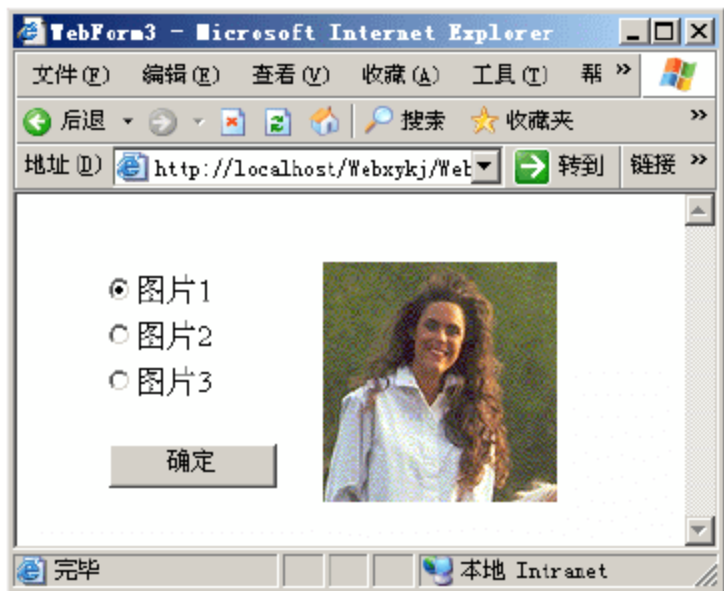 WebForm3 - Microsoft Internet Explorer
文件(F) 编辑(E) 查看(V) 收藏(A) 工具(T) 帮 »
后退 搜索 收藏夹 »
地址(D) http://localhost/Webxykj/Web 转到 链接 »
图片1
图片2
图片3
确定
完毕 本地 Intranet